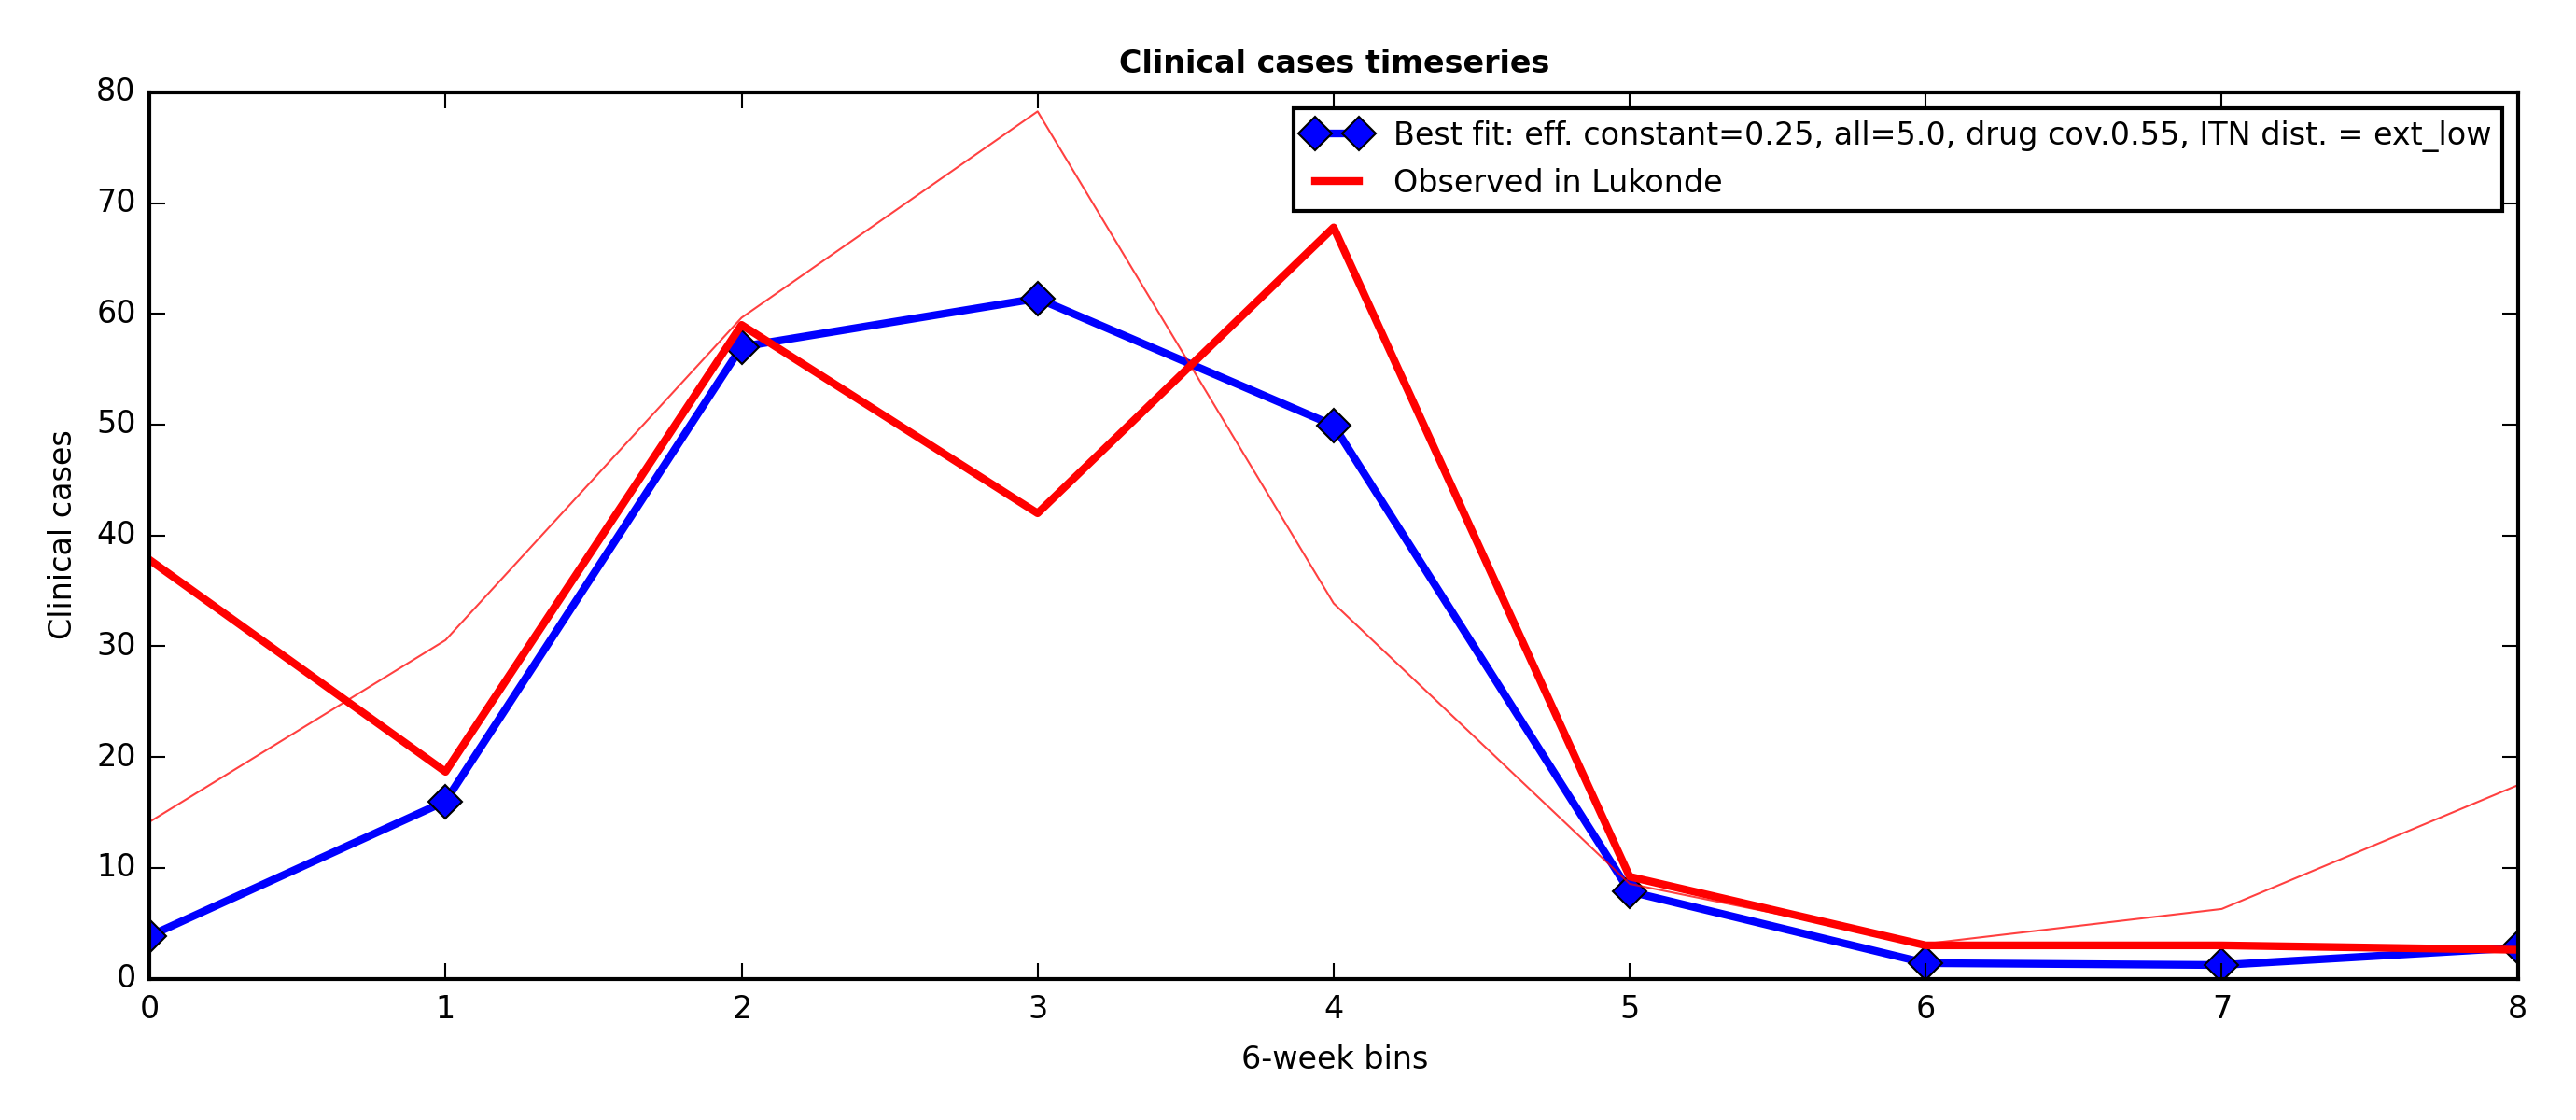 Clinical cases timeseries
80
70
60
50
40
30
20
10
0
Clinical cases
Best fit: eff. constant=0.25, all=5.0, drug cov.0.55, ITN dist. = ext_low
Observed in Lukonde
0 1 2 3 4 5 6 7 8
6-week bins